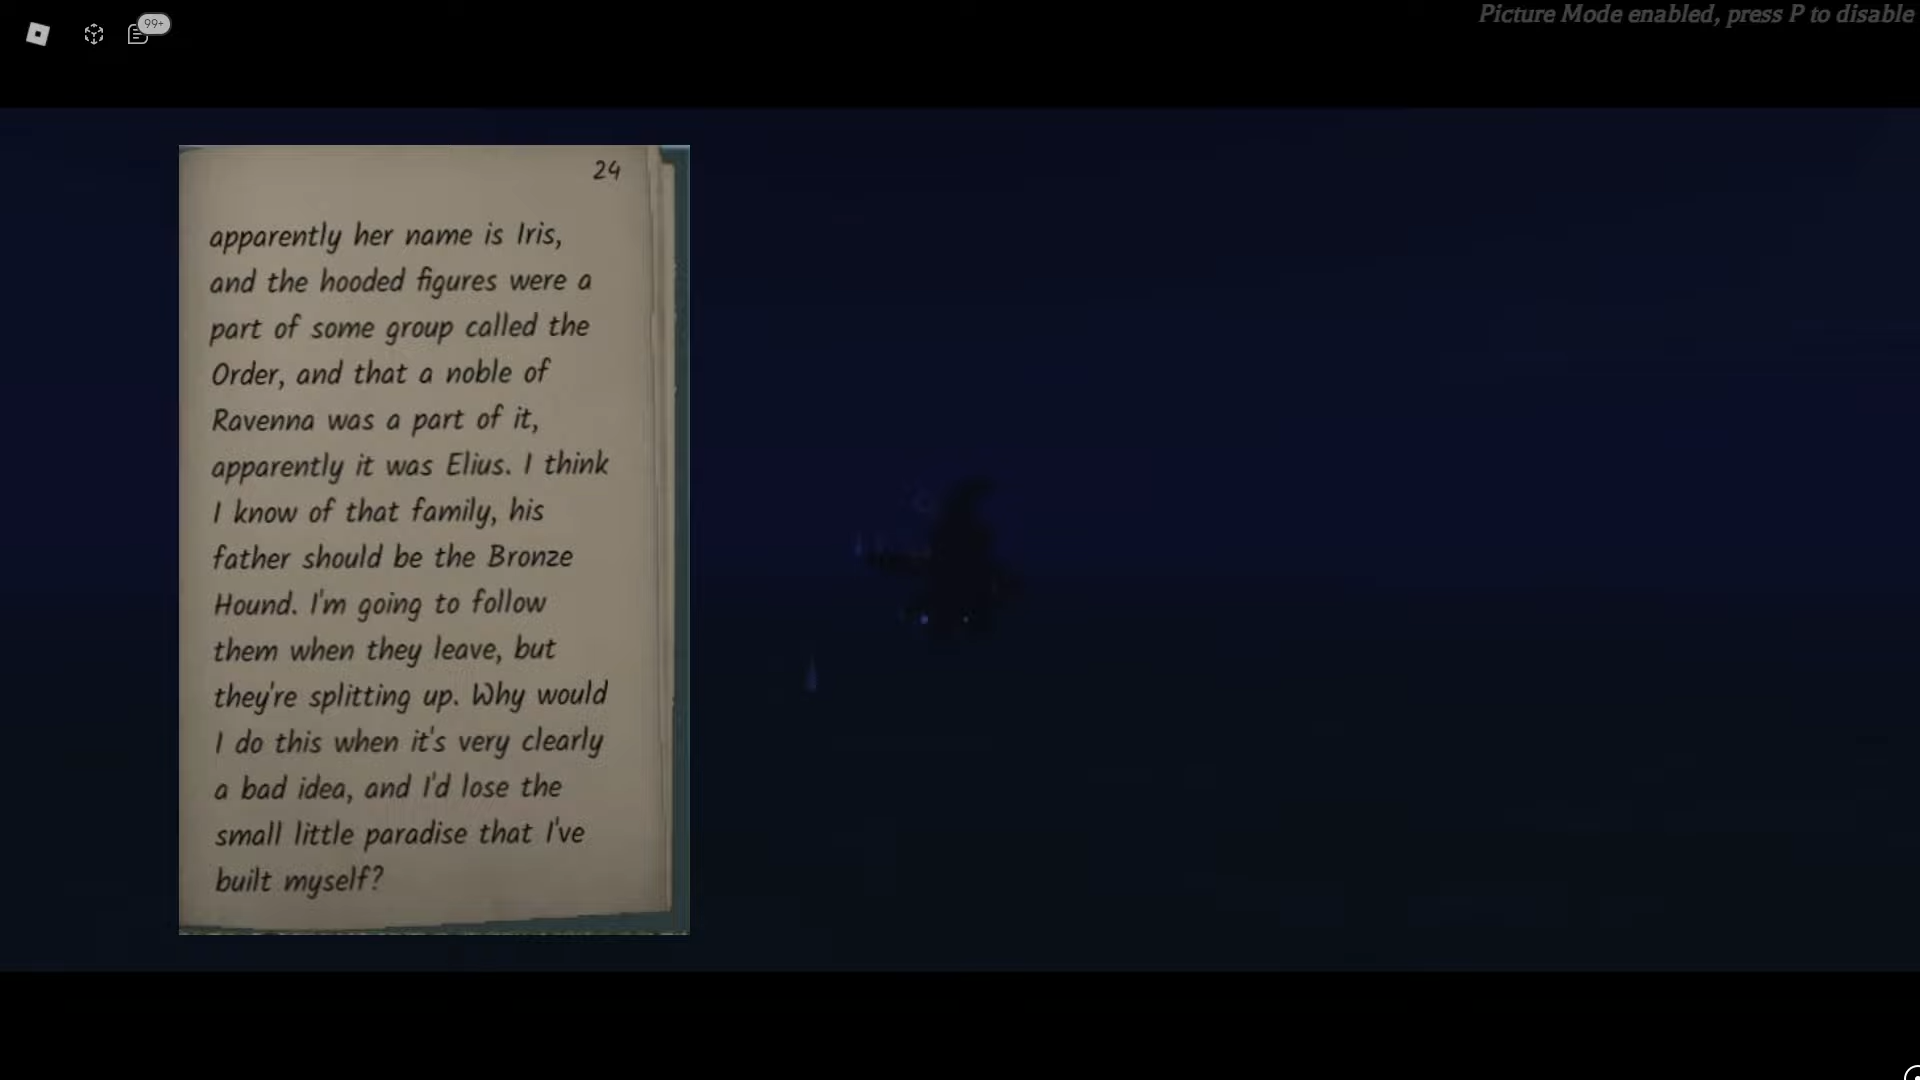 99+
Picture Mode enabled, press P to disable
24
apparently her name is Iris,
and the hooded figures were a
part of some group called the
Order, and that a noble of
Ravenna was a part of it,
apparently it was Elius. I think
I know of that family, his
father should be the Bronze
Hound. I'm going to follow
them when they leave, but
they're splitting up. Why would
I do this when it's very clearly
a bad idea, and I'd lose the
small little paradise that I've
built myself?